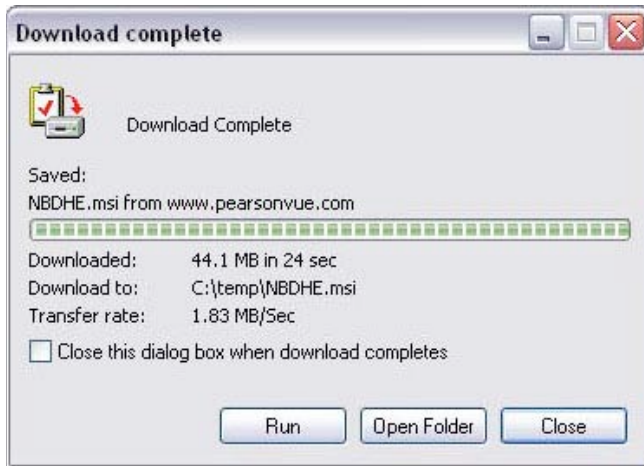 Download complete
Download Complete
Saved:
NBDHE.msi from www.pearsonvue.com
Downloaded: 44.1 MB in 24 sec
Download to: C:\temp\NBDHE.msi
Transfer rate: 1.83 MB/Sec
Close this dialog box when download completes
Run Open Folder Close